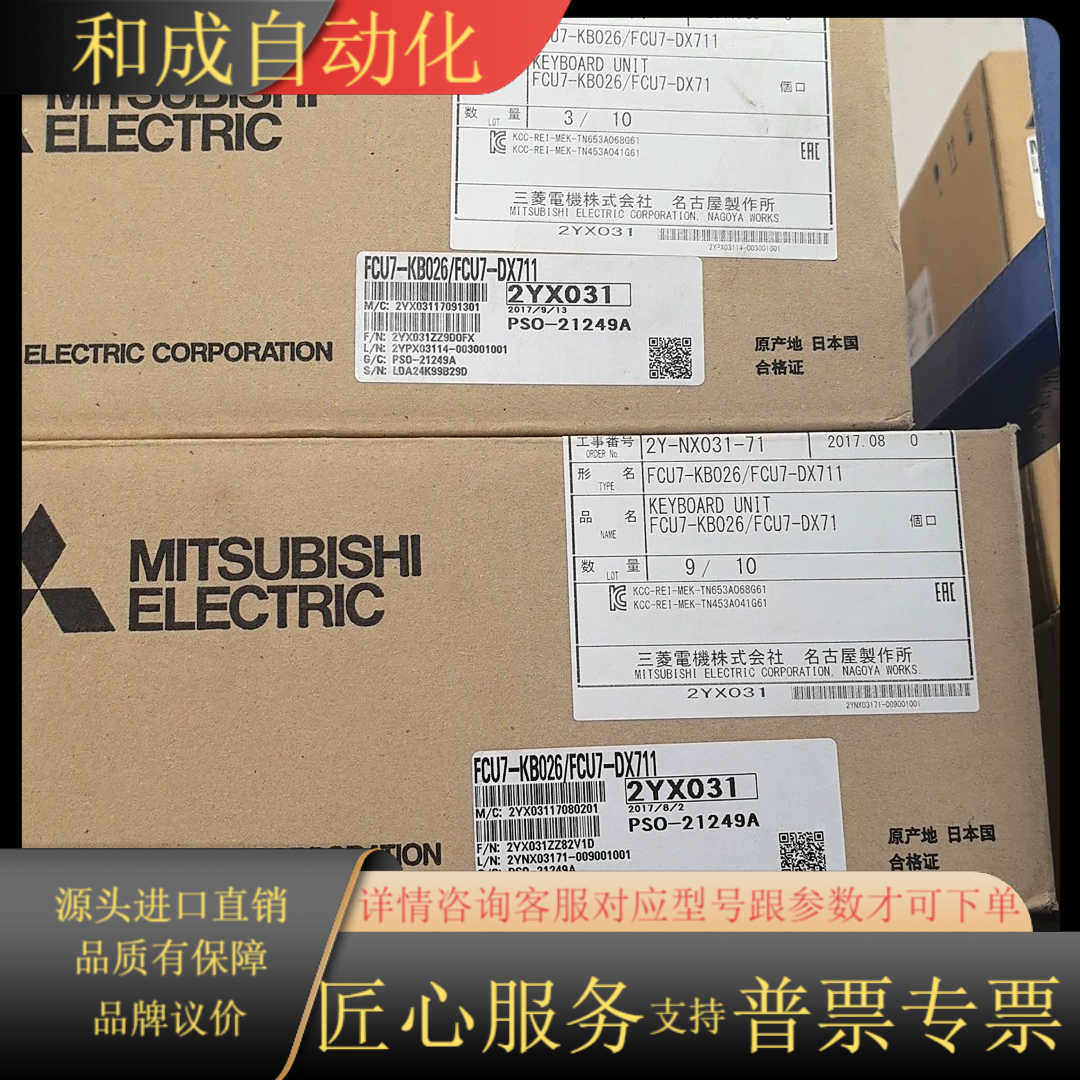 和成自动化
FCU7-KB026/FCU7-DX711
KEYBOARD UNIT
FCU7-KB026/FCU7-DX71
個口
数 量
LOT
3/ 10
KCC-REI-MEK-TN653A068G61
KCC-REI-MEK-TN453A041G61
EAC
三菱電機株式会社 名古屋製作所
MITSUBISHI ELECTRIC CORPORATION, NAGOYA WORKS
2YX031
2YPX03114-003001001
MITSUBISHI
ELECTRIC
FCU7-KB026/FCU7-DX711
M/C: 2YX03117091301
2YX031
2017/9/13
PSO-21249A
F/N: 2YX031ZZ9D0FX
L/N: 2YPX03114-003001001
G/C: PSO-21249A
S/N: LDA24K99B29D
原产地 日本国
合格证
ELECTRIC CORPORATION
工事番号
ORDER No
2Y-NX031-71
2017.08 0
形 名
TYPE
FCU7-KB026/FCU7-DX711
品 名
NAME
KEYBOARD UNIT
FCU7-KB026/FCU7-DX71
個口
数 量
LOT
9/ 10
KCC-REI-MEK-TN653A068G61
KCC-REI-MEK-TN453A041G61
EAC
三菱電機株式会社 名古屋製作所
MITSUBISHI ELECTRIC CORPORATION, NAGOYA WORKS.
2YX031
2YNX03171-009001001
MITSUBISHI
ELECTRIC
FCU7-KB026/FCU7-DX711
M/C: 2YX03117080201
2YX031
2017/8/2
PSO-21249A
F/N: 2YX031ZZ82V1D
L/N: 2YNX03171-009001001
G/C: PSO-21249A
原产地 日本国
合格证
源头进口直销
品质有保障
品牌议价
详情咨询客服对应型号跟参数才可下单
匠心服务支持普票专票